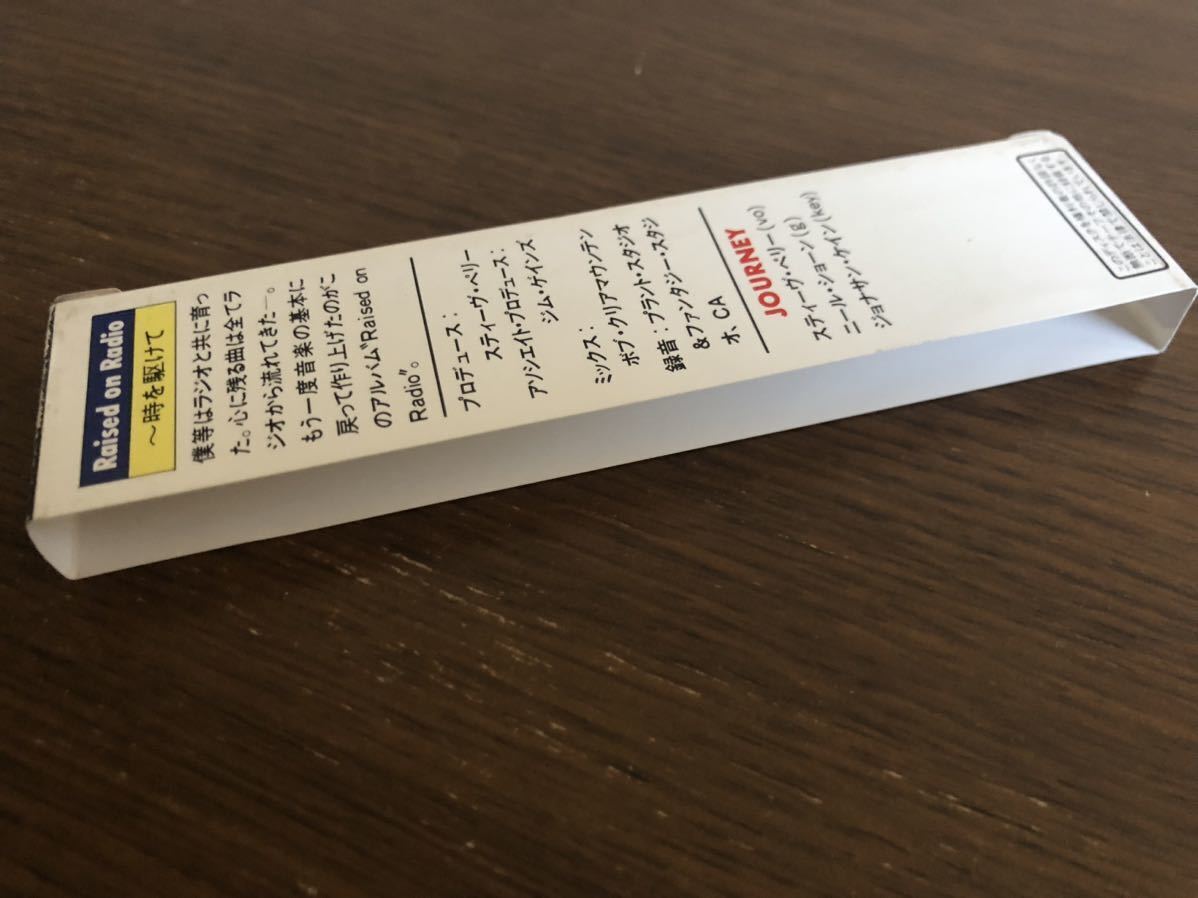 Raised on Radio
〜時を駆けて
僕等はラジオと共に育っ
た。心に残る曲は全てラ
ジオから流れてきた—。
もう一度音楽の基本に
戻って作り上げたのがこ
のアルバム"Raised on
Radio"。
プロデュース:
スティーヴ・ペリー
アソシエイト・プロデュース:
ジム・ゲインズ
ミックス:
ボブ・クリアマウンテン
録音:プラント・スタジオ
&ファンタジー・スタジ
オ、CA
JOURNEY
スティーヴ・ペリー(vo)
ニール・ショーン(g)
ジョナサン・ケイン(key)